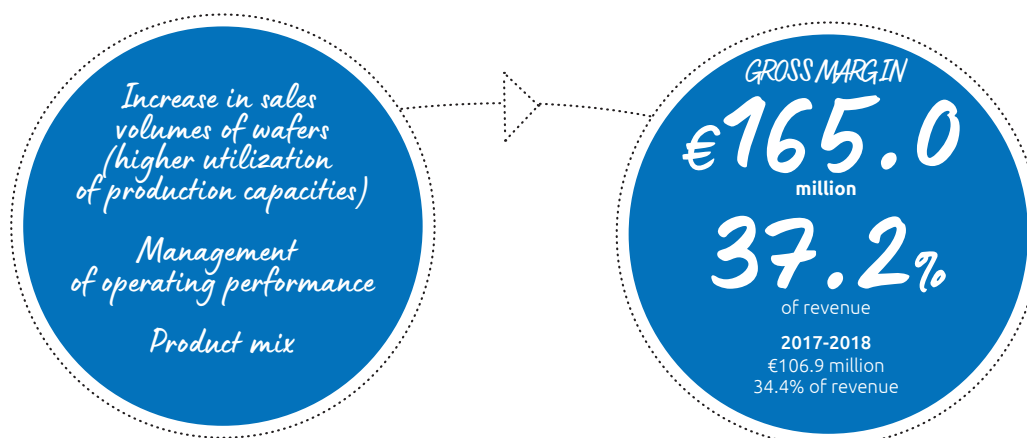 Increase in sales
volumes of wafers
(higher utilization
of production capacities)
Management
of operating performance
Product mix
GROSS MARGIN
€165.0
million
37.2%
of revenue
2017-2018
€106.9 million
34.4% of revenue